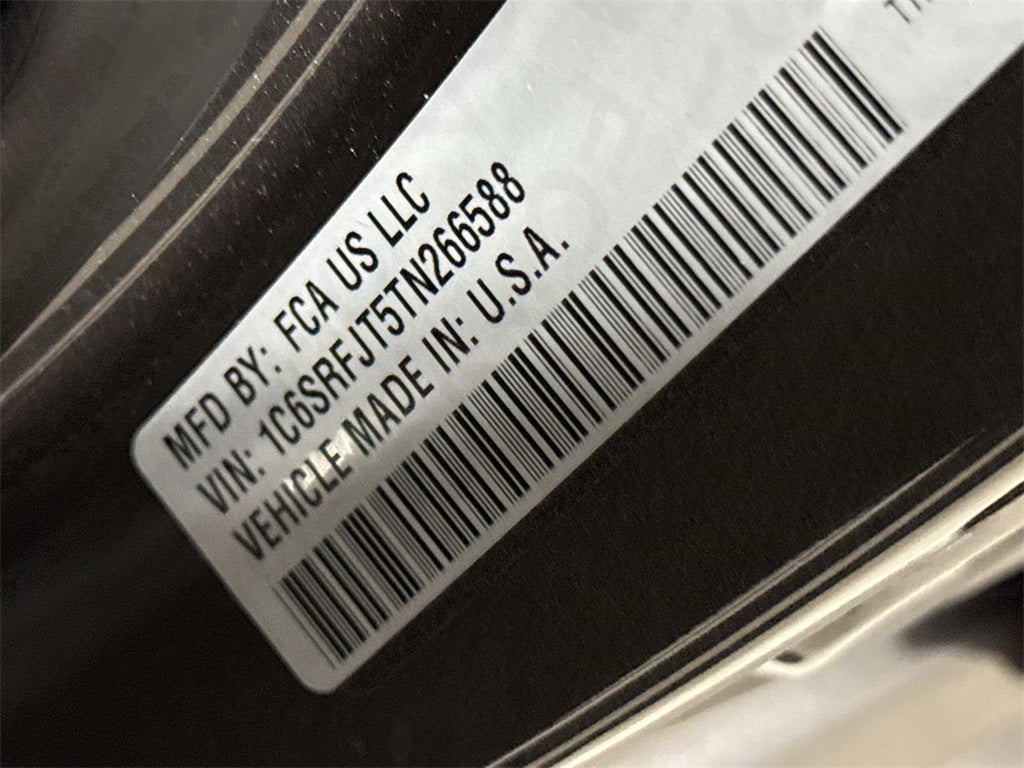 MFD BY: FCA US LLC
VIN: 1C6SRFJT5TN266588
VEHICLE MADE IN: U.S.A.